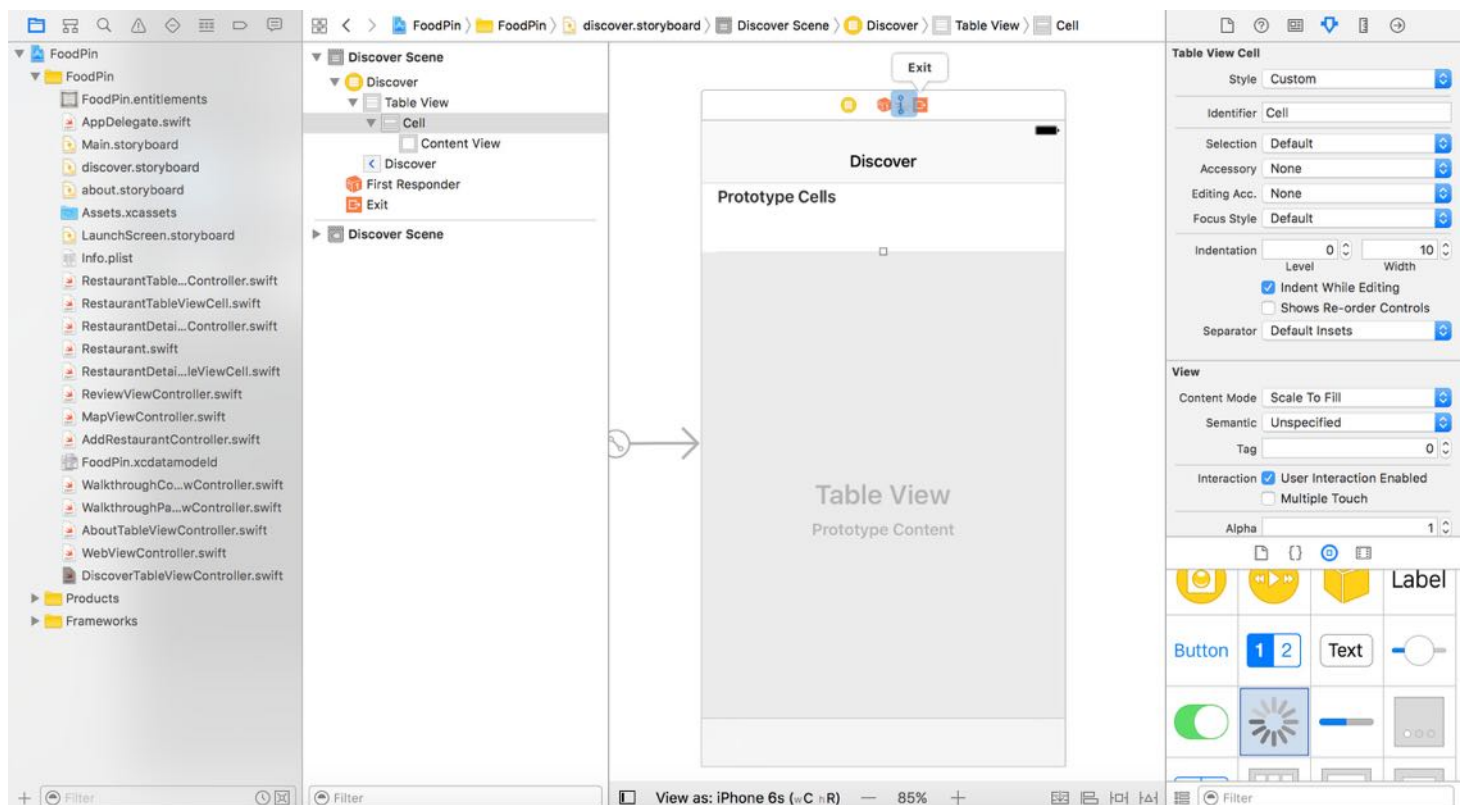 FoodPin
FoodPin
FoodPin.entitlements
AppDelegate.swift
Main.storyboard
discover.storyboard
about.storyboard
Assets.xcassets
LaunchScreen.storyboard
Info.plist
RestaurantTable...Controller.swift
RestaurantTableViewCell.swift
RestaurantDetai...Controller.swift
Restaurant.swift
RestaurantDetai...leViewCell.swift
ReviewViewController.swift
MapViewController.swift
AddRestaurantController.swift
FoodPin.xcdatamodeld
WalkthroughCo...wController.swift
WalkthroughPa...wController.swift
AboutTableViewController.swift
WebViewController.swift
DiscoverTableViewController.swift
Products
Frameworks
Filter
FoodPin FoodPin discover.storyboard Discover Scene Discover Table View Cell
Discover Scene
Discover
Table View
Cell
Content View
Discover
First Responder
Exit
Discover Scene
Filter
Exit
Discover
Prototype Cells
Table View
Prototype Content
View as: iPhone 6s (wC hR) — 85% +
Table View Cell
Style Custom
Identifier Cell
Selection Default
Accessory None
Editing Acc. None
Focus Style Default
Indentation 0 10
Level Width
Indent While Editing
Shows Re-order Controls
Separator Default Insets
View
Content Mode Scale To Fill
Semantic Unspecified
Tag 0
Interaction User Interaction Enabled
Multiple Touch
Alpha 1
{}
Label
Button 1 2 Text
Filter